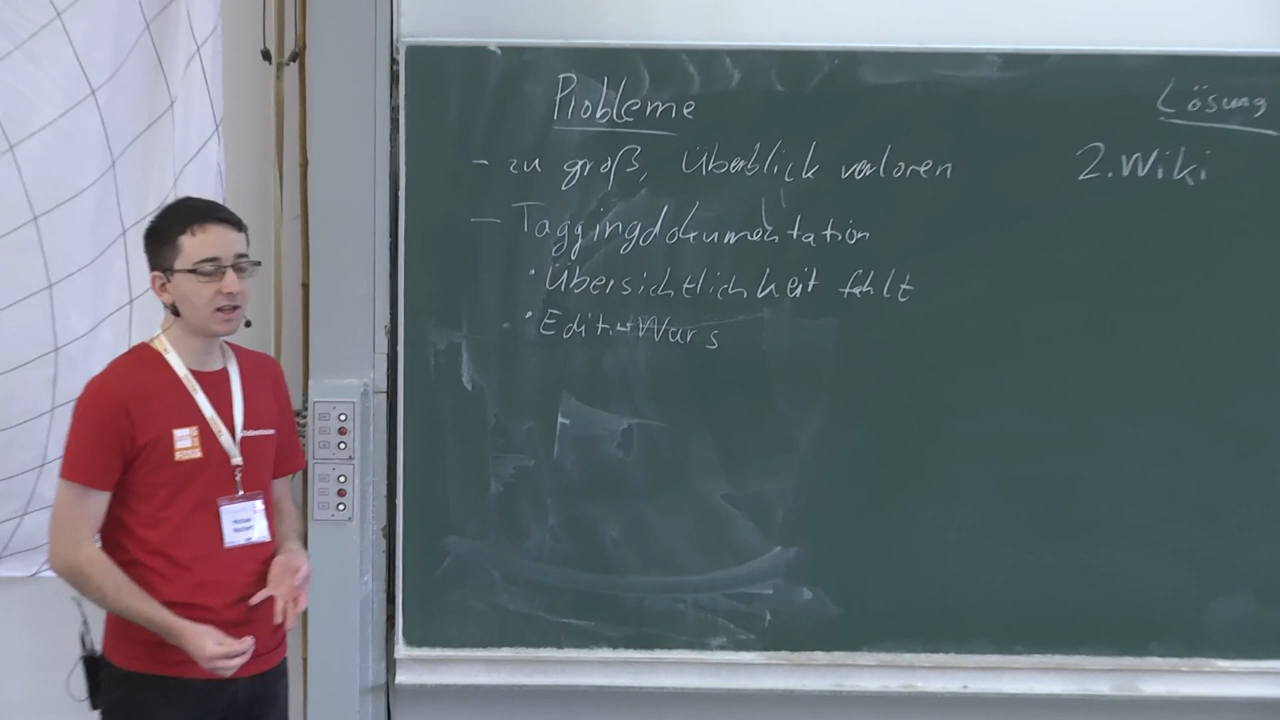 Probleme
- zu groß, Überblick verloren
- Taggingdokumentation
· Übersichtlichkeit fehlt
· Edit-Wars
Lösung
2. Wiki